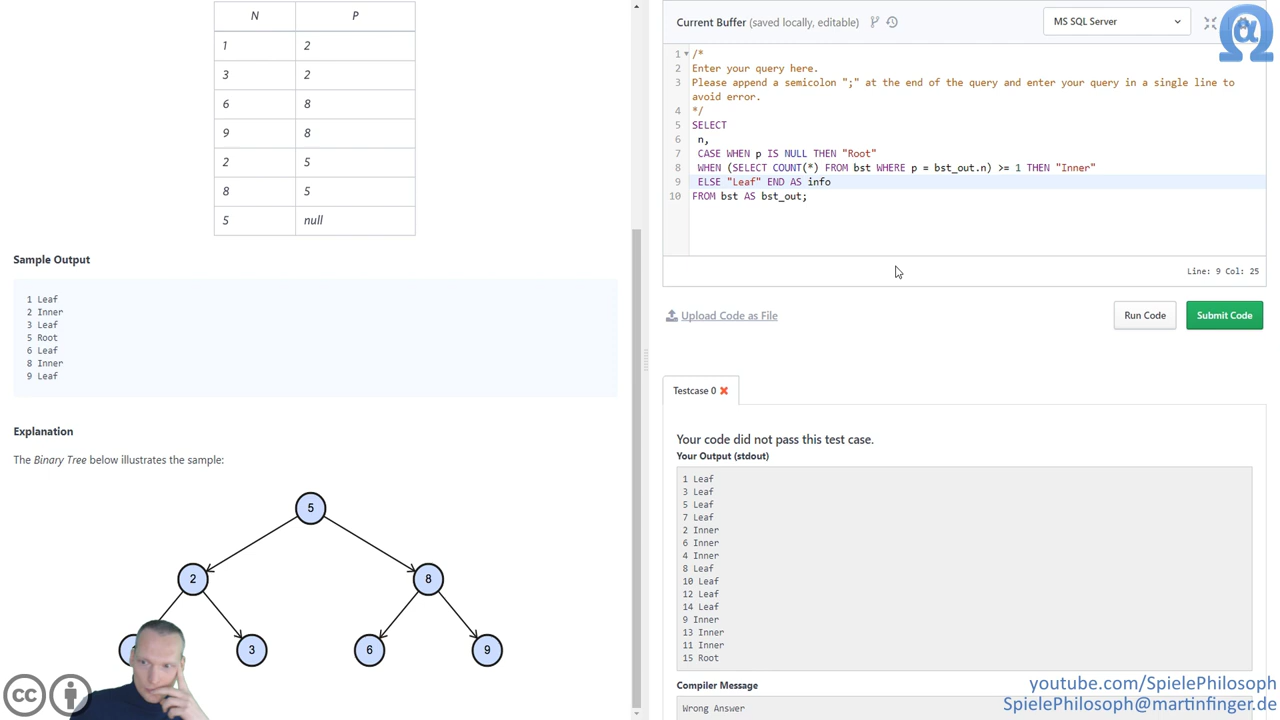 N P
1 2
3 2
6 8
9 8
2 5
8 5
5 null
Sample Output
1 Leaf
2 Inner
3 Leaf
5 Root
6 Leaf
8 Inner
9 Leaf
Explanation
The Binary Tree below illustrates the sample:
5
2 8
3 6 9
cc
Current Buffer (saved locally, editable)
MS SQL Server
α
1 /*
2 Enter your query here.
3 Please append a semicolon ";" at the end of the query and enter your query in a single line to
avoid error.
4 */
5 SELECT
6 n,
7 CASE WHEN p IS NULL THEN "Root"
8 WHEN (SELECT COUNT(*) FROM bst WHERE p = bst_out.n) >= 1 THEN "Inner"
9 ELSE "Leaf" END AS info
10 FROM bst AS bst_out;
Line: 9 Col: 25
Upload Code as File
Run Code
Submit Code
Testcase 0
Your code did not pass this test case.
Your Output (stdout)
1 Leaf
3 Leaf
5 Leaf
7 Leaf
2 Inner
6 Inner
4 Inner
8 Leaf
10 Leaf
12 Leaf
14 Leaf
9 Inner
13 Inner
11 Inner
15 Root
Compiler Message
Wrong Answer
youtube.com/SpielePhilosoph
SpielePhilosoph@martinfinger.de